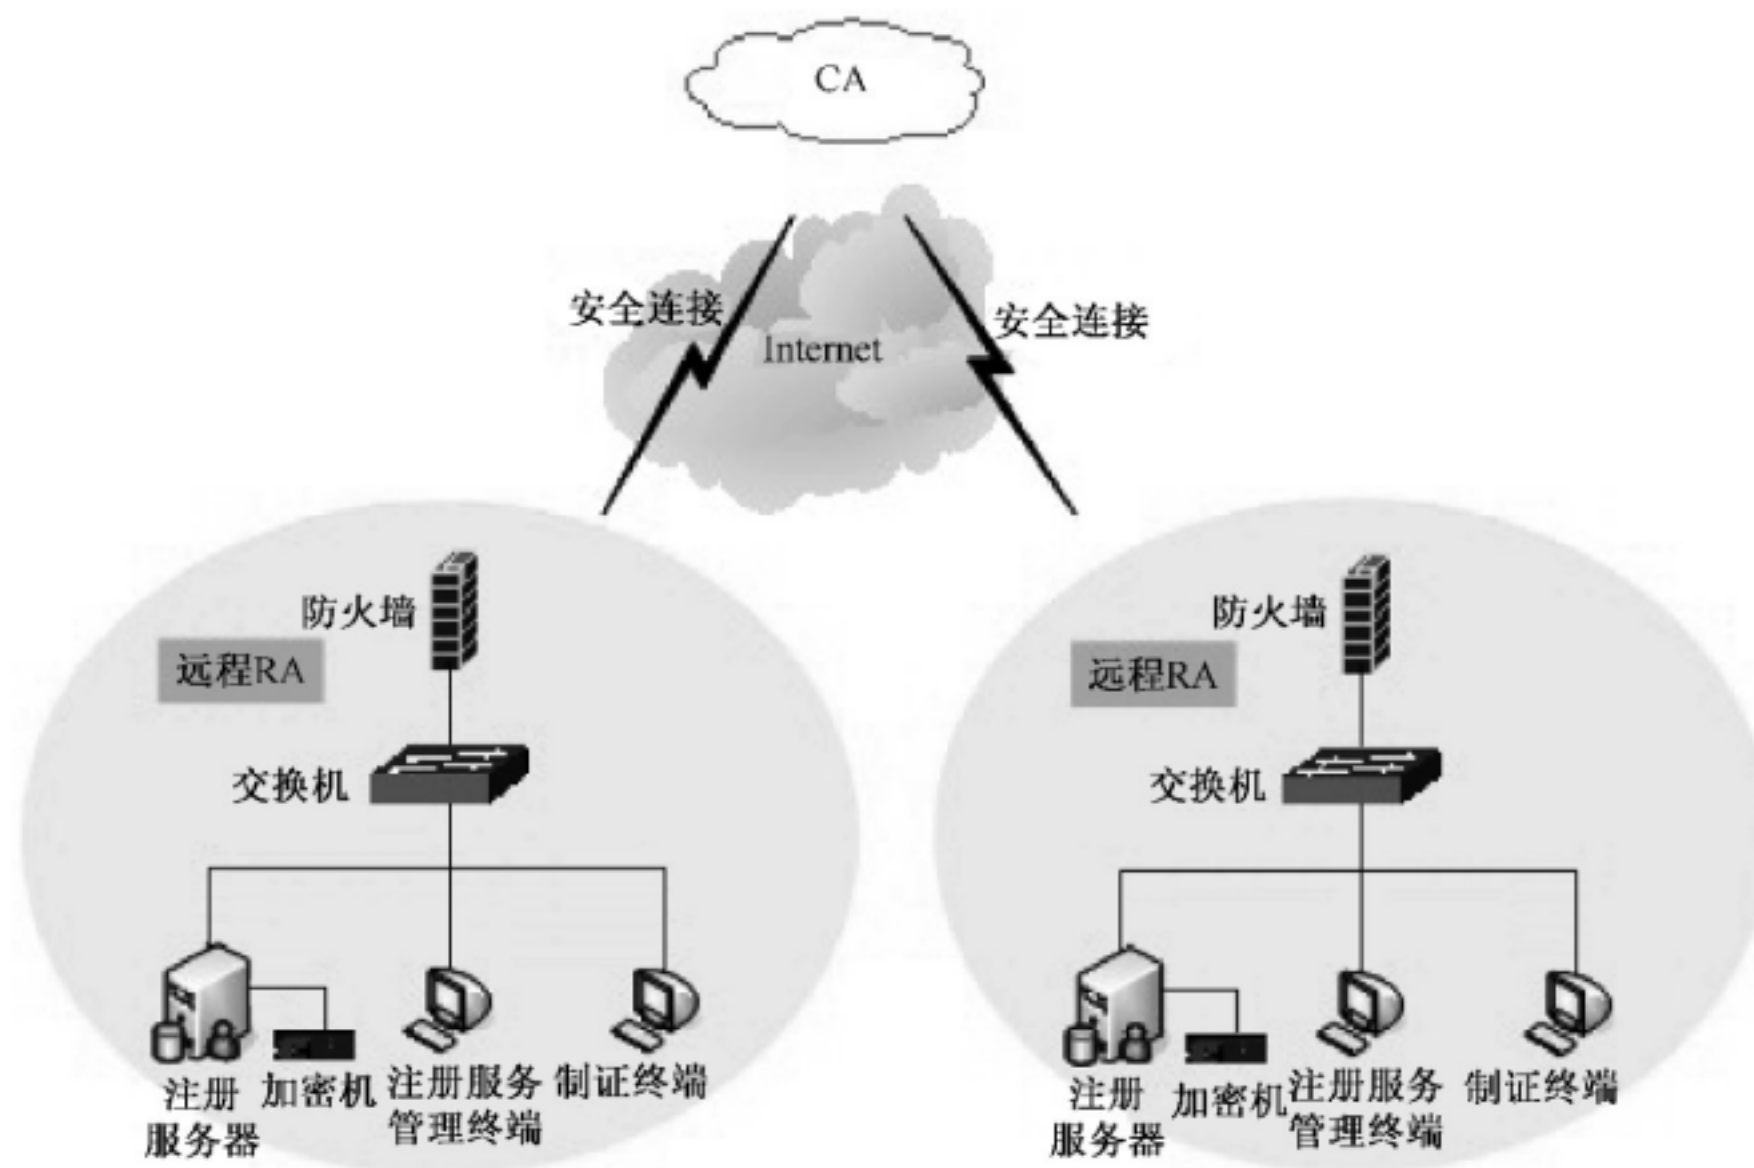 CA
安全连接
Internet
安全连接
防火墙
远程RA
交换机
注册
服务器
加密机
注册服务
管理终端
制证终端
防火墙
远程RA
交换机
注册
服务器
加密机
注册服务
管理终端
制证终端